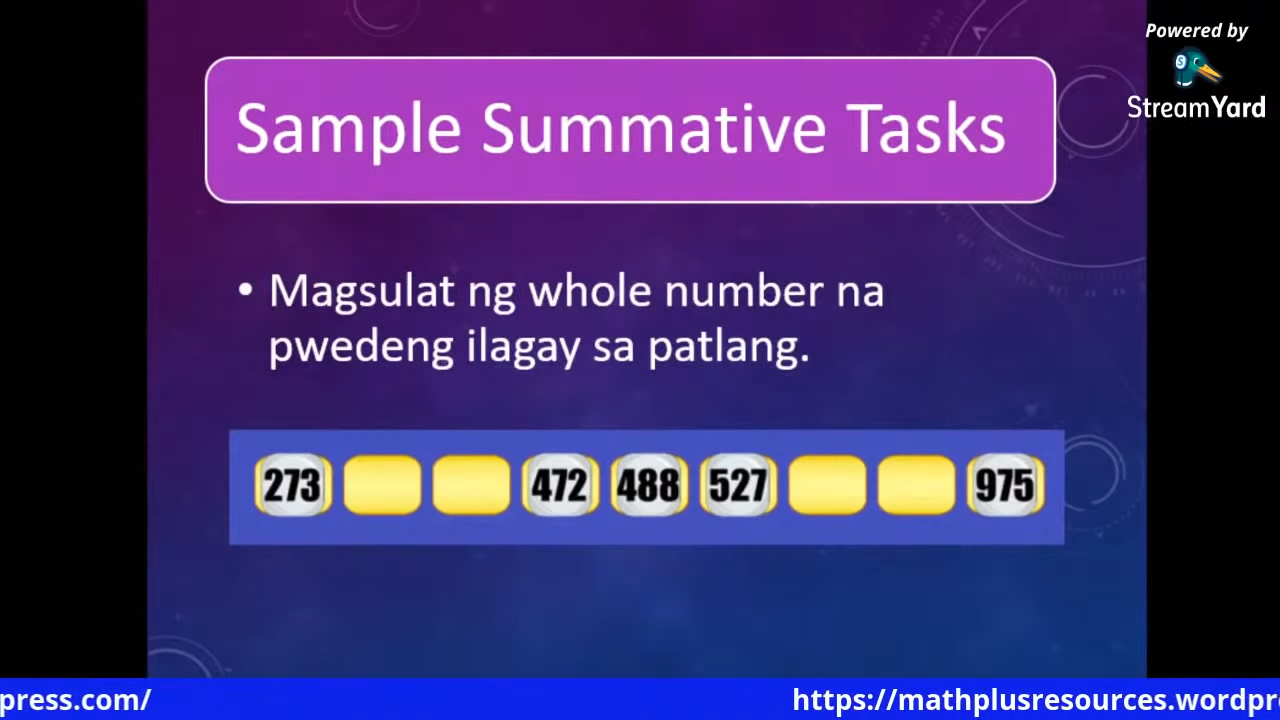 Powered by
StreamYard
Sample Summative Tasks
• Magsulat ng whole number na
pwedeng ilagay sa patlang.
273 472 488 527 975
press.com/ https://mathplusresources.wordpr